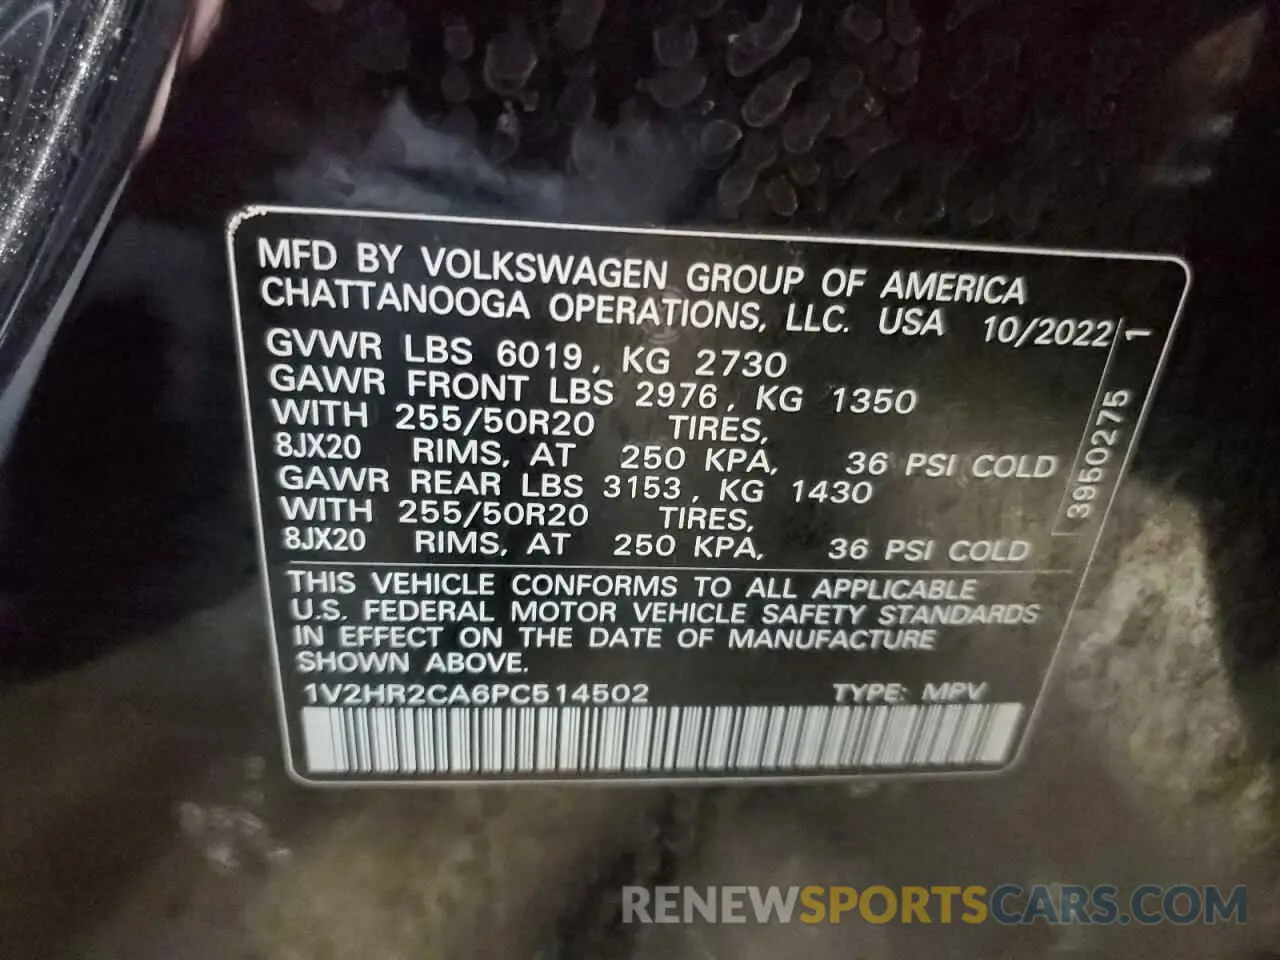 MFD BY VOLKSWAGEN GROUP OF AMERICA
CHATTANOOGA OPERATIONS, LLC. USA 10/2022
GVWR LBS 6019, KG 2730
GAWR FRONT LBS 2976, KG 1350
WITH 255/50R20 TIRES,
8JX20 RIMS, AT 250 KPA, 36 PSI COLD
GAWR REAR LBS 3153, KG 1430
WITH 255/50R20 TIRES,
8JX20 RIMS, AT 250 KPA, 36 PSI COLD
3950275 1
THIS VEHICLE CONFORMS TO ALL APPLICABLE
U.S. FEDERAL MOTOR VEHICLE SAFETY STANDARDS
IN EFFECT ON THE DATE OF MANUFACTURE
SHOWN ABOVE.
1V2HR2CA6PC514502 TYPE: MPV
RENEWSPORTSCARS.COM